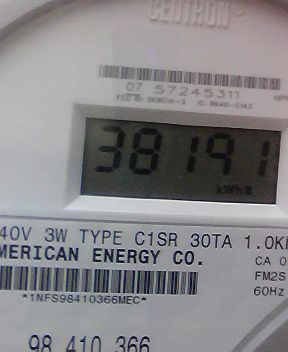 CENTRON
07 57245311
38191
kWh
40V 3W TYPE C1SR 30TA 1.0K
MERICAN ENERGY CO.
CA 0
FM2S
60Hz
*1NFS98410366MEC*
98 410 366